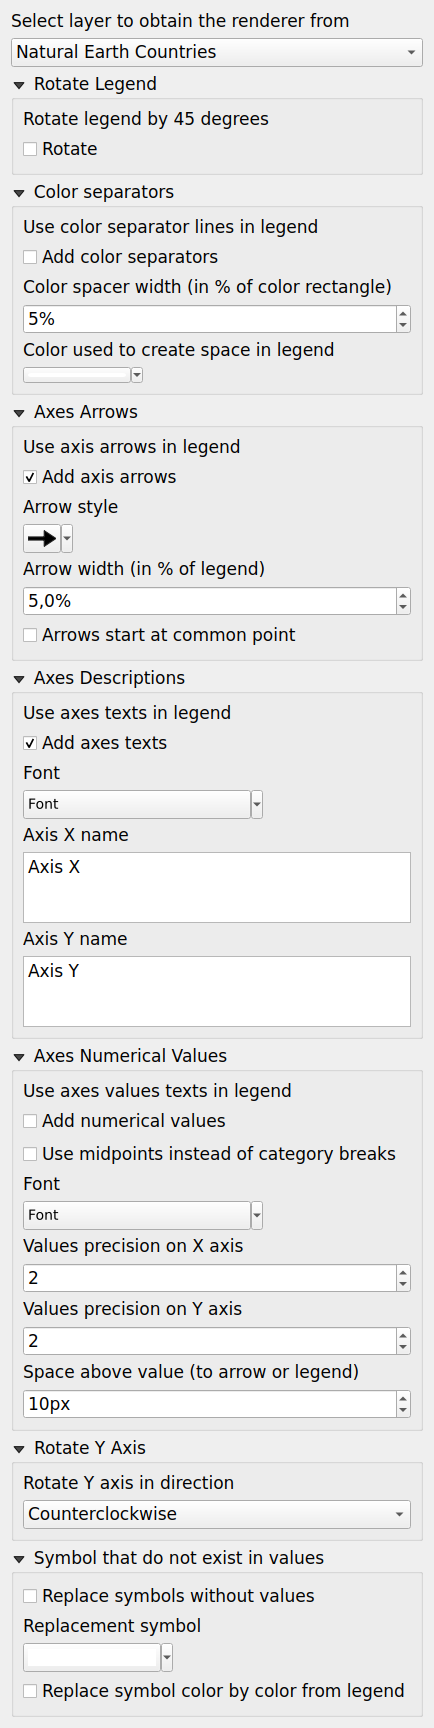 Select layer to obtain the renderer from
Natural Earth Countries
Rotate Legend
Rotate legend by 45 degrees
Rotate
Color separators
Use color separator lines in legend
Add color separators
Color spacer width (in % of color rectangle)
5%
Color used to create space in legend
Axes Arrows
Use axis arrows in legend
Add axis arrows
Arrow style
Arrow width (in % of legend)
5,0%
Arrows start at common point
Axes Descriptions
Use axes texts in legend
Add axes texts
Font
Font
Axis X name
Axis X
Axis Y name
Axis Y
Axes Numerical Values
Use axes values texts in legend
Add numerical values
Use midpoints instead of category breaks
Font
Font
Values precision on X axis
2
Values precision on Y axis
2
Space above value (to arrow or legend)
10px
Rotate Y Axis
Rotate Y axis in direction
Counterclockwise
Symbol that do not exist in values
Replace symbols without values
Replacement symbol
Replace symbol color by color from legend